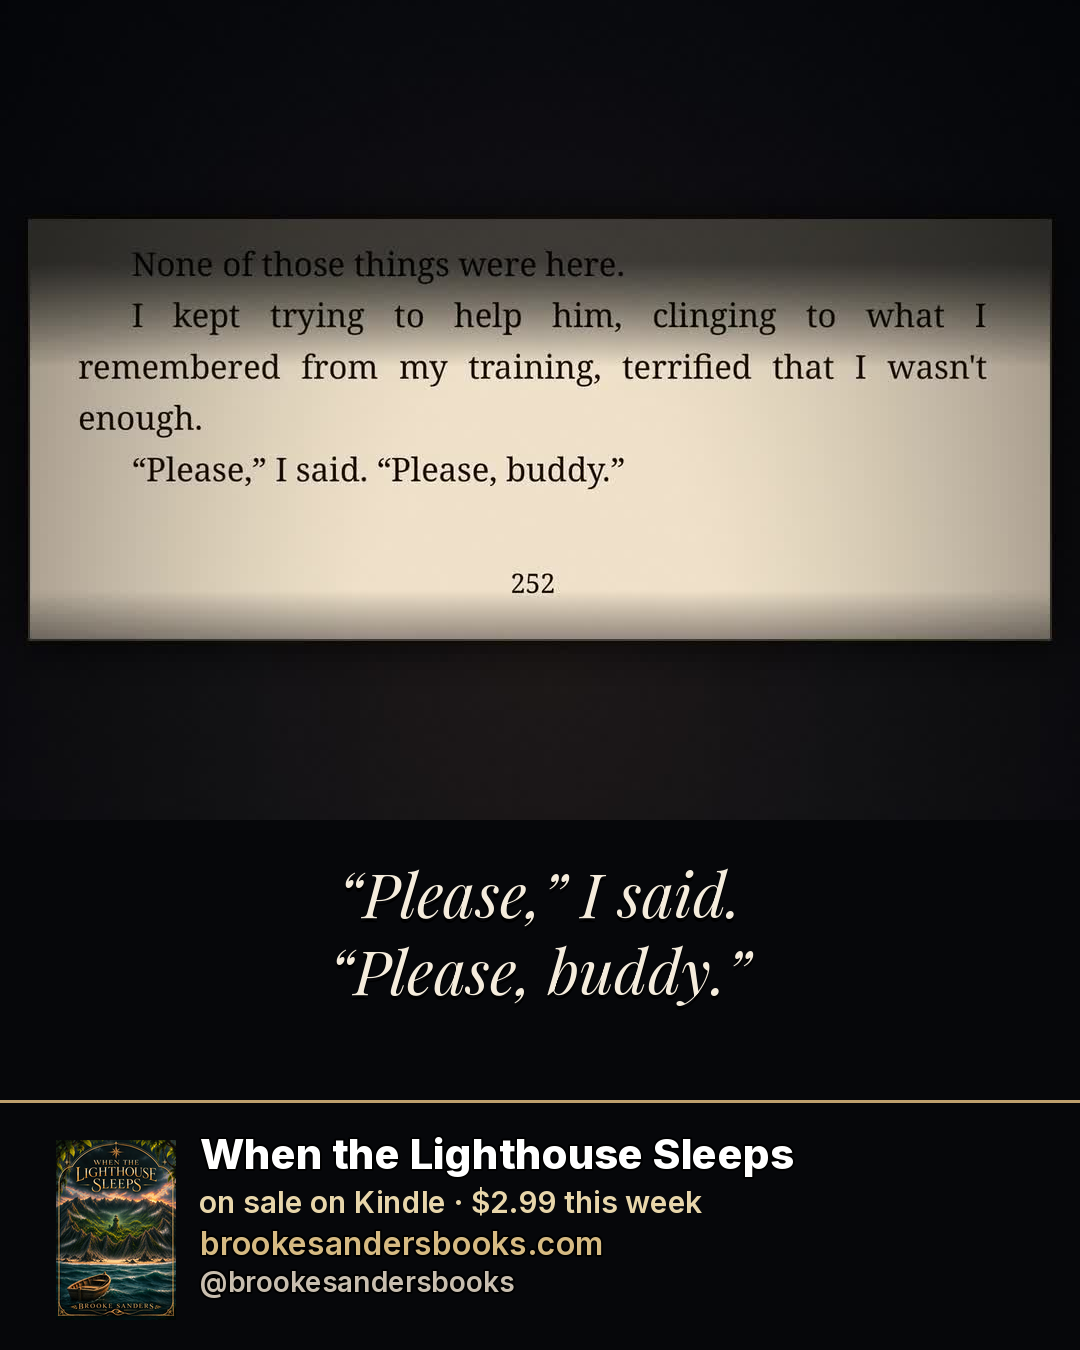 None of those things were here.
I kept trying to help him, clinging to what I
remembered from my training, terrified that I wasn't
enough.
“Please,” I said. “Please, buddy.”
252
“Please,” I said.
“Please, buddy.”
When the Lighthouse Sleeps
on sale on Kindle · $2.99 this week
brookesandersbooks.com
@brookesandersbooks
WHEN THE
LIGHTHOUSE
SLEEPS
BROOKE SANDERS